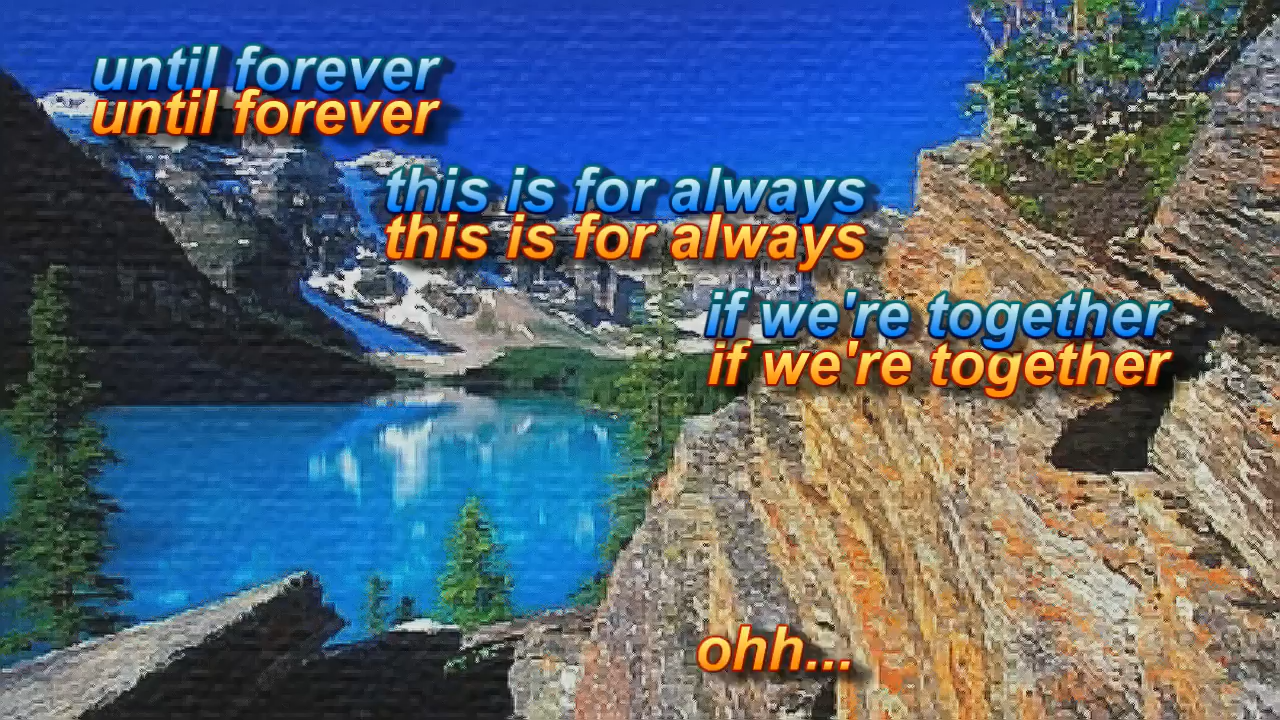 until forever
until forever
this is for always
this is for always
if we're together
if we're together
ohh...